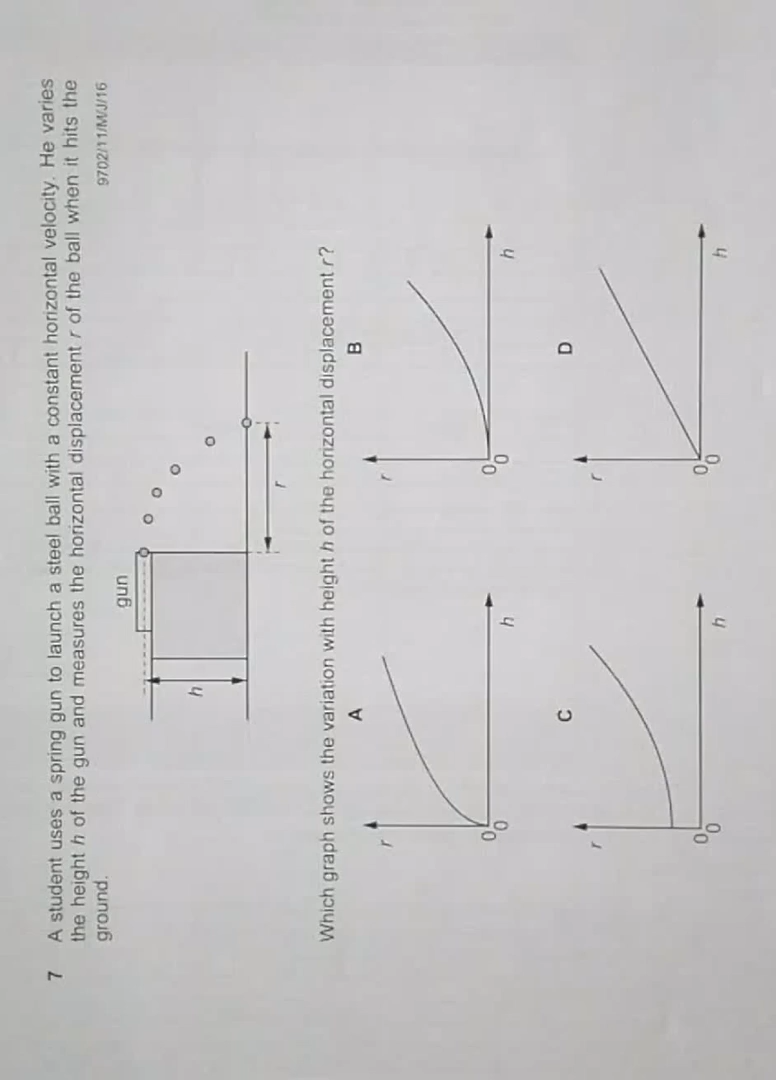 7 A student uses a spring gun to launch a steel ball with a constant horizontal velocity. He varies
the height h of the gun and measures the horizontal displacement r of the ball when it hits the
ground.
9702/11/M/J/16
gun
h
r
Which graph shows the variation with height h of the horizontal displacement r?
A
B
r
r
0
0
0
0
h
h
C
D
r
r
0
0
0
0
h
h